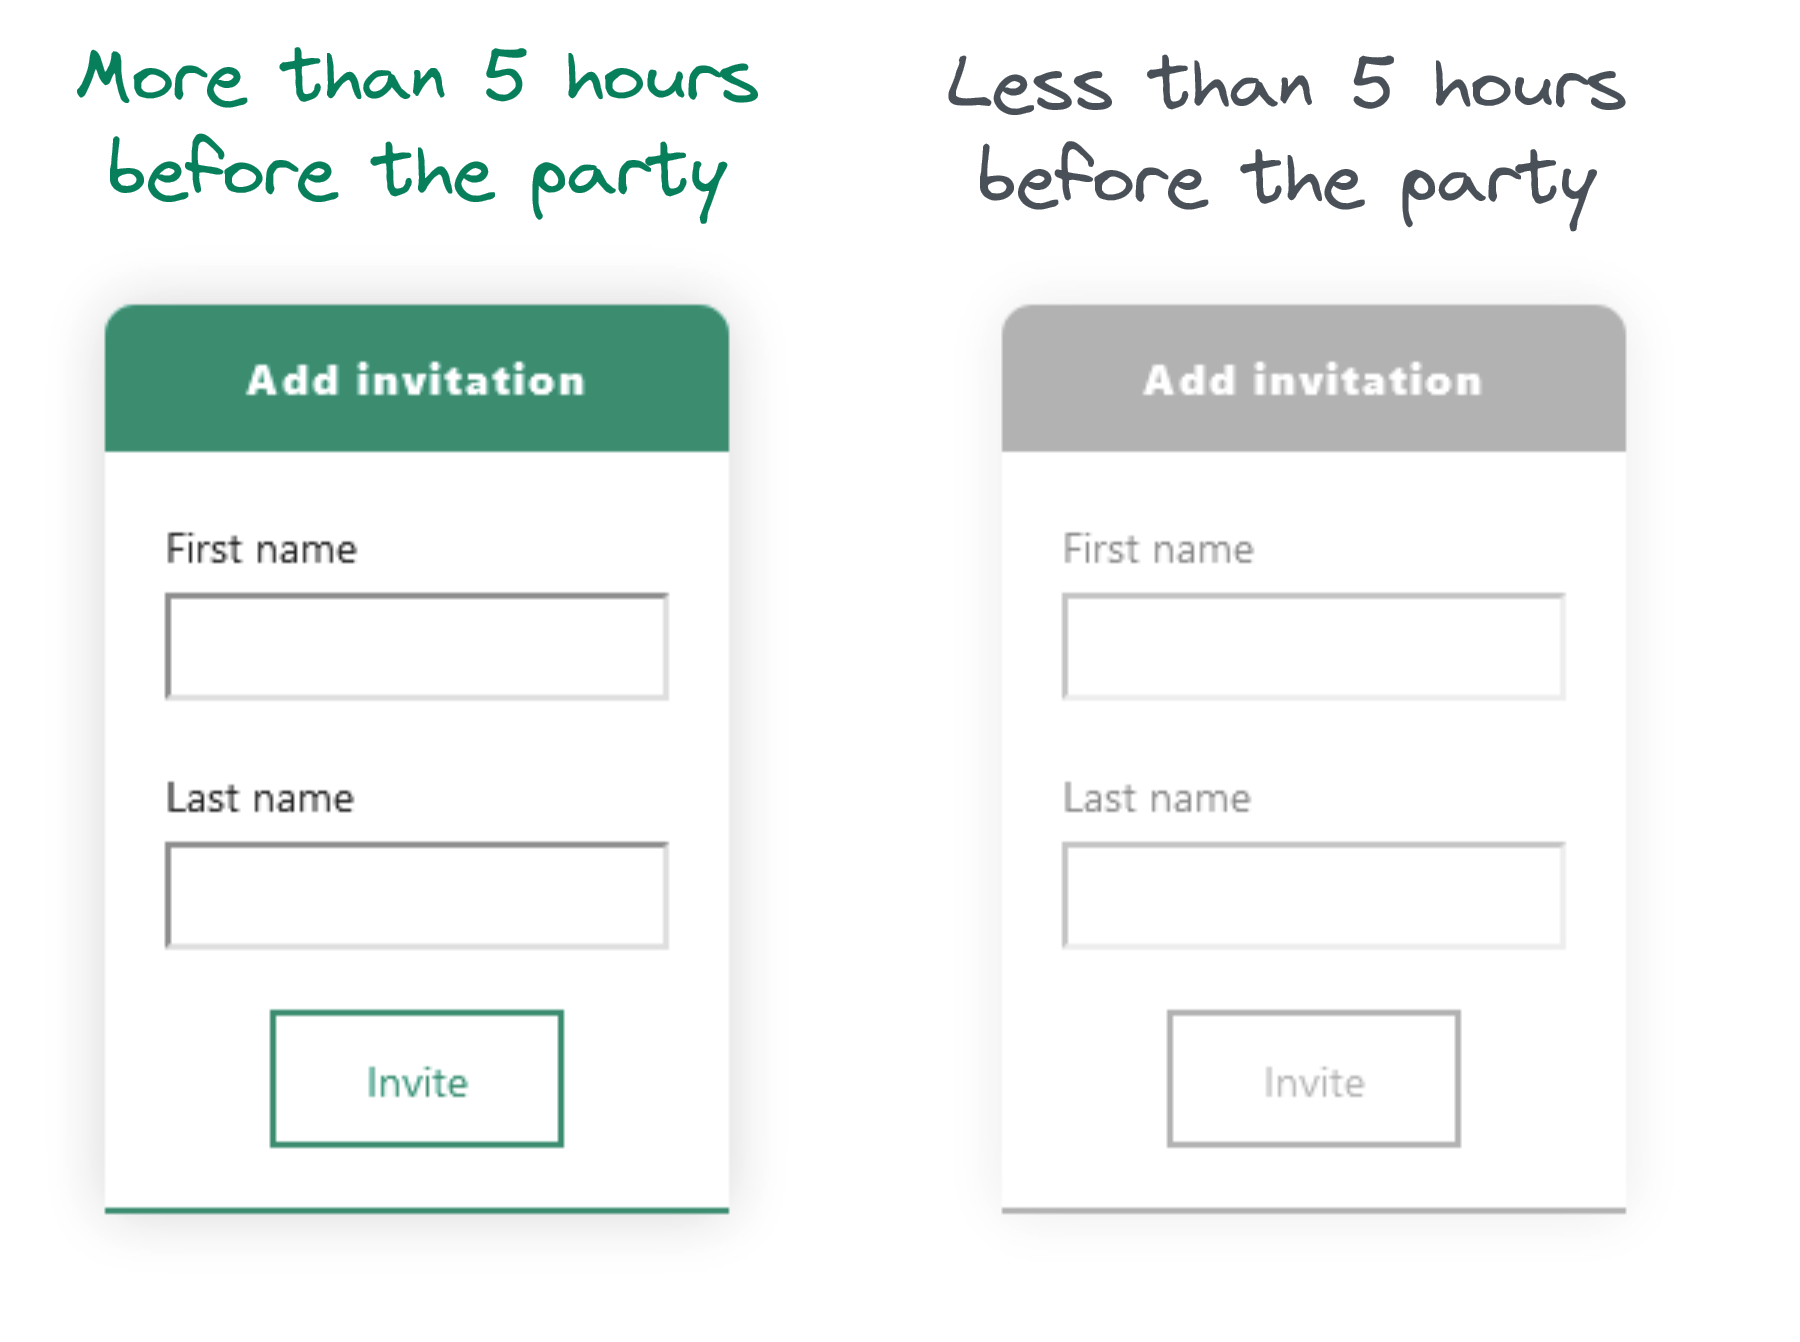 More than 5 hours
before the party
Add invitation
First name
Last name
Invite
Less than 5 hours
before the party
Add invitation
First name
Last name
Invite